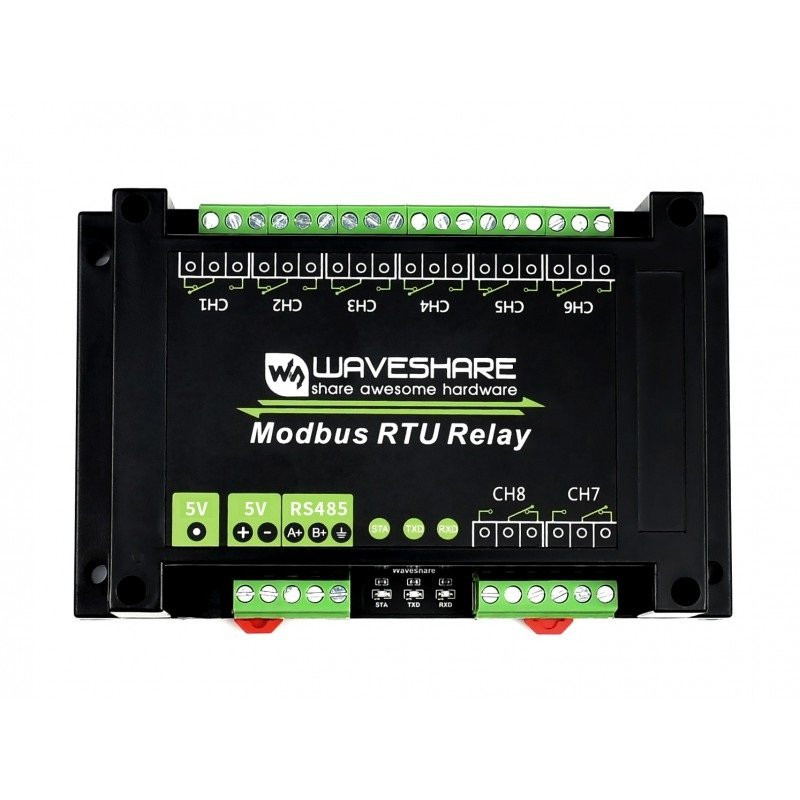 CH1 CH2 CH3 CH4 CH5 CH6
WAVESHARE
share awesome hardware
Modbus RTU Relay
CH8 CH7
5V 5V RS485
A+ B+ STA TXD RXD
Waveshare
STA TXD RXD